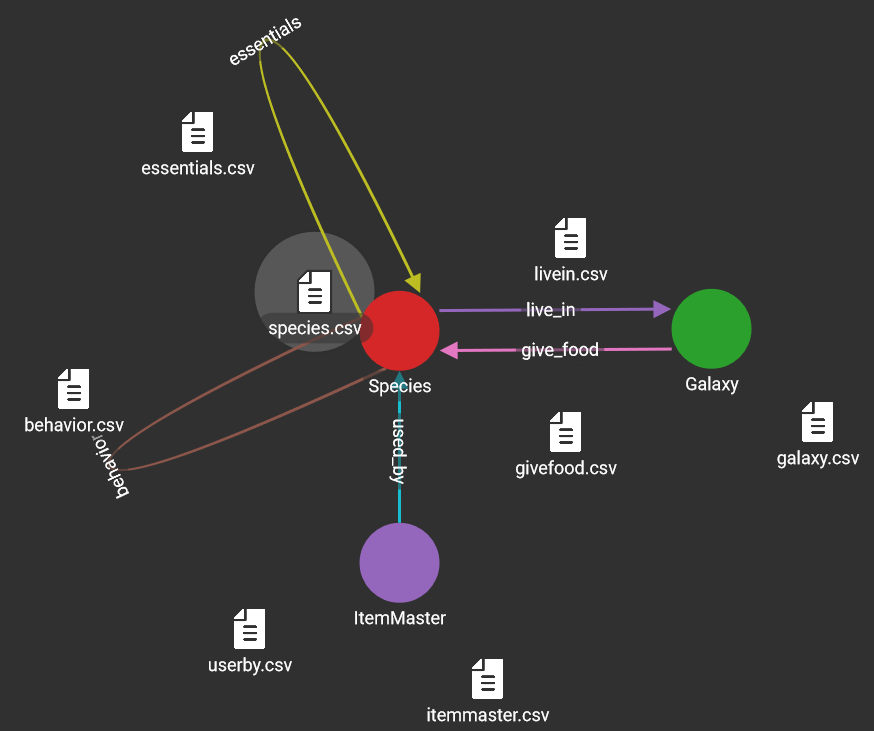 essentials
essentials.csv
livein.csv
species.csv
live_in
give_food
Species
Galaxy
behavior.csv
behavior
used_by
givefood.csv
galaxy.csv
ItemMaster
userby.csv
itemmaster.csv